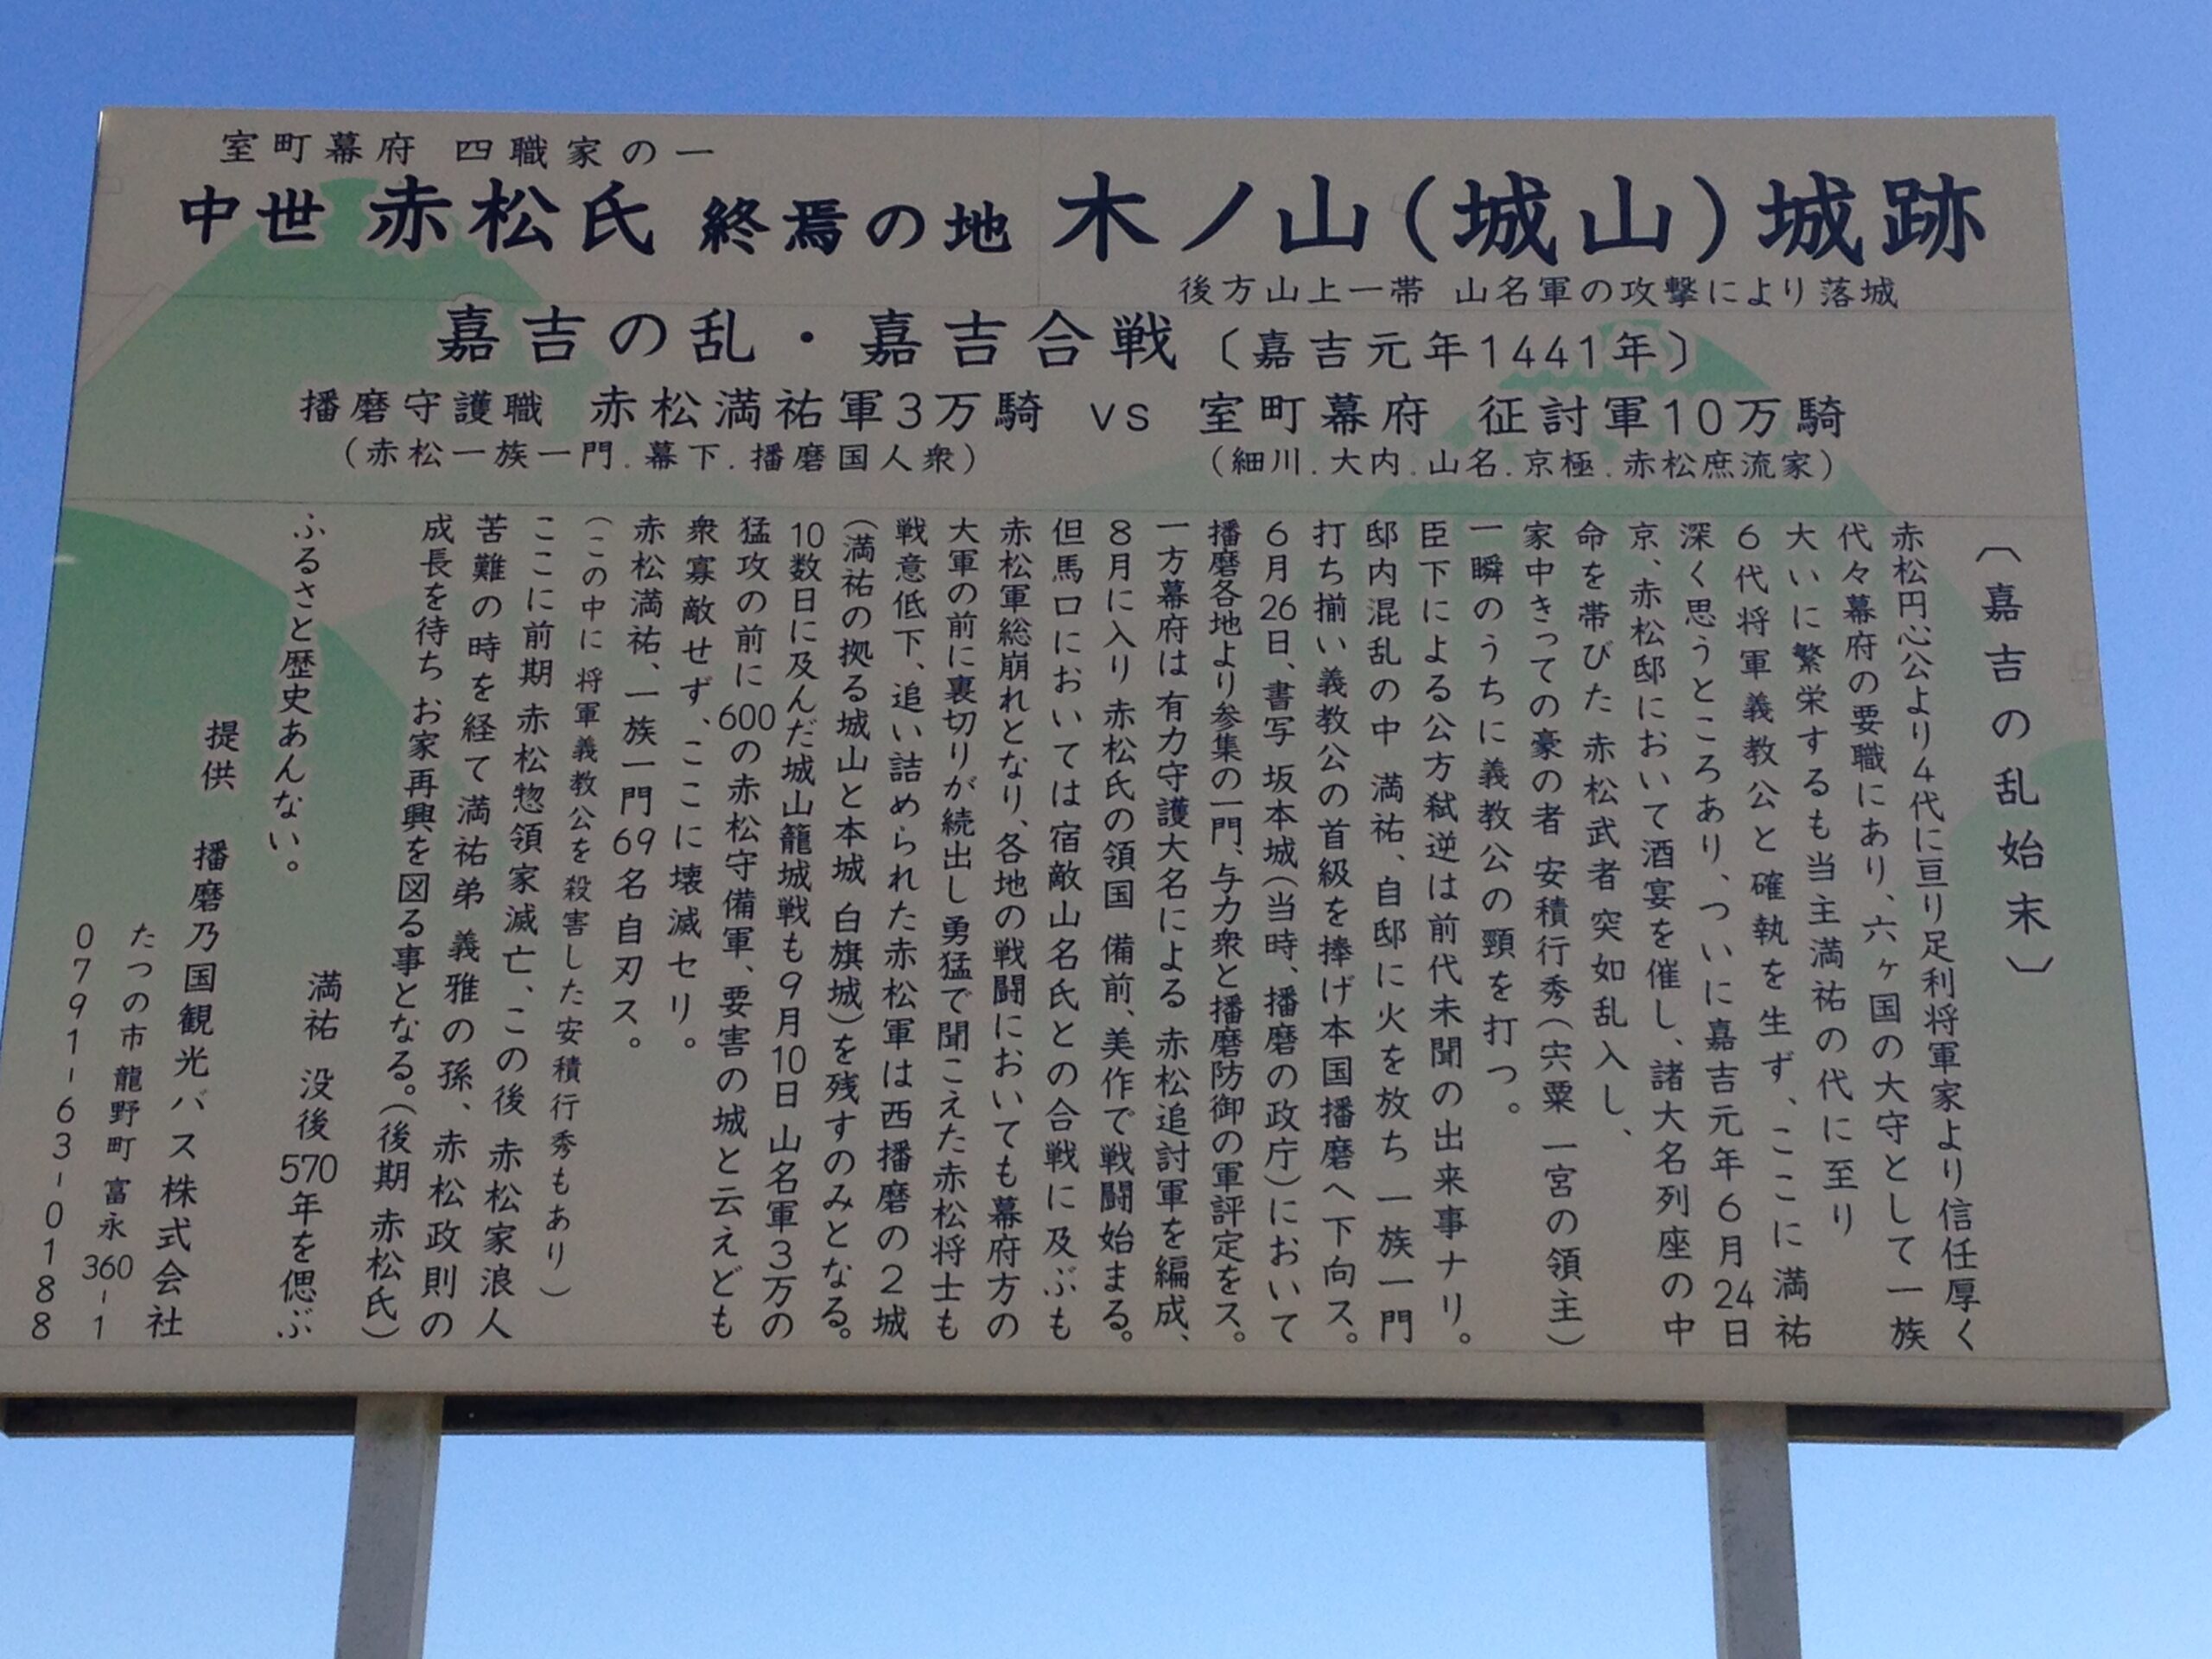 室町幕府 四職家の一
中世 赤松氏 終焉の地 木ノ山(城山)城跡
後方山上一帯 山名軍の攻撃により落城
嘉吉の乱・嘉吉合戦〔嘉吉元年1441年〕
播磨守護職 赤松満祐軍3万騎 vs 室町幕府 征討軍10万騎
(赤松一族一門.幕下.播磨国人衆) (細川.大内.山名.京極.赤松庶流家)
〔嘉吉の乱始末〕
赤松円心公より4代に亘り足利将軍家より信任厚く
代々幕府の要職にあり、六ヶ国の大守として一族
大いに繁栄するも当主満祐の代に至り
6代将軍義教公と確執を生ず、ここに満祐
深く思うところあり、ついに嘉吉元年6月24日
京、赤松邸において酒宴を催し、諸大名列座の中
命を帯びた 赤松武者 突如乱入し、
家中きっての豪の者 安積行秀(宍粟 一宮の領主)
一瞬のうちに義教公の頸を打つ。
臣下による公方弑逆は前代未聞の出来事ナリ。
邸内混乱の中 満祐、自邸に火を放ち 一族一門
打ち揃い義教公の首級を捧げ本国播磨へ下向ス。
6月26日、書写 坂本城(当時、播磨の政庁)において
播磨各地より参集の一門、与力衆と播磨防御の軍評定をス。
一方幕府は 有力守護大名による 赤松追討軍を編成、
8月に入り 赤松氏の領国 備前、美作で戦闘始まる。
但馬口においては宿敵山名氏との合戦に及ぶも
赤松軍総崩れとなり、各地の戦闘においても幕府方の
大軍の前に裏切りが続出し勇猛で聞こえた赤松将士も
戦意低下、追い詰められた赤松軍は西播磨の2城
(満祐の拠る城山と本城 白旗城)を残すのみとなる。
10数日に及んだ城山籠城戦も9月10日 山名軍3万の
猛攻の前に600の赤松守備軍、要害の城と云えども
衆寡敵せず、ここに壊滅セリ。
赤松満祐、一族一門69名自刃ス。
(この中に 将軍義教公を 殺害した安積行秀もあり)
ここに前期 赤松惣領家滅亡、この後 赤松家浪人
苦難の時を経て満祐弟 義雅の孫、赤松政則の
成長を待ち お家再興を図る事となる。(後期 赤松氏)
満祐 没後570年を偲ぶ
ふるさと歴史あんない。
提供 播磨乃国観光バス株式会社
たつの市龍野町富永360-1
0791-63-0188